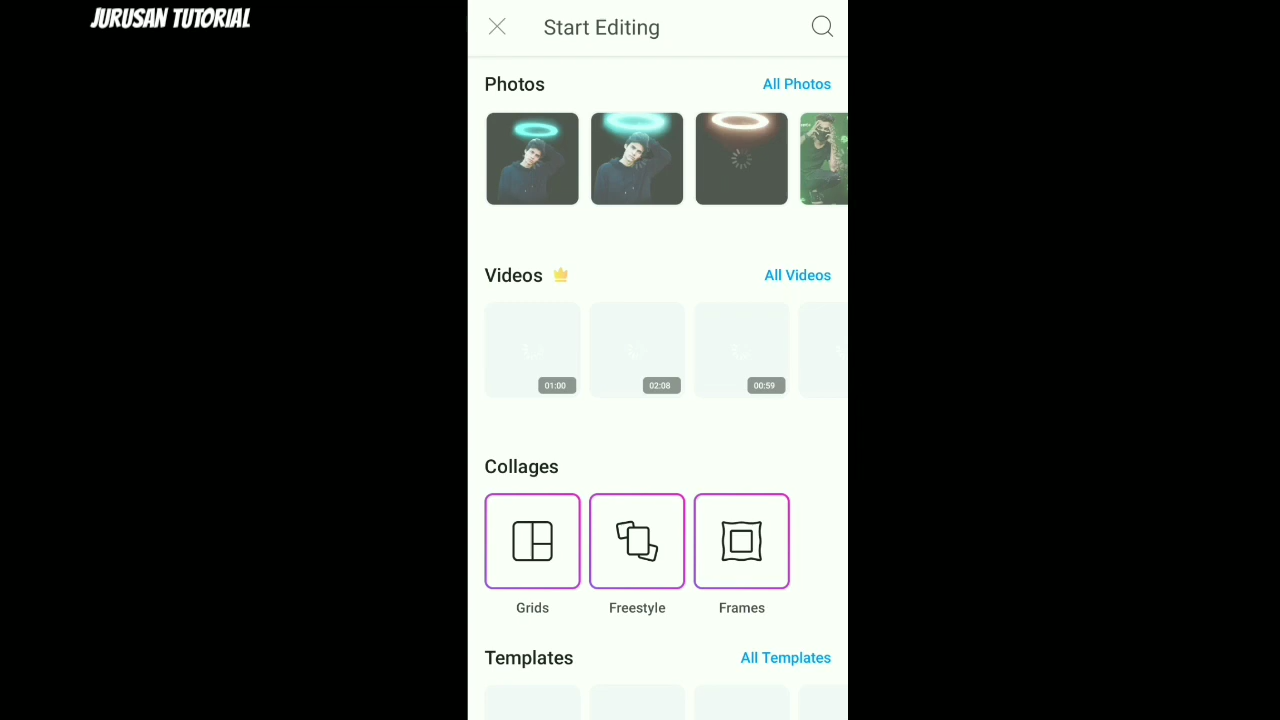 JURUSAN TUTORIAL
Start Editing
Photos
All Photos
Videos
All Videos
01:00
02:08
00:59
Collages
Grids
Freestyle
Frames
Templates
All Templates